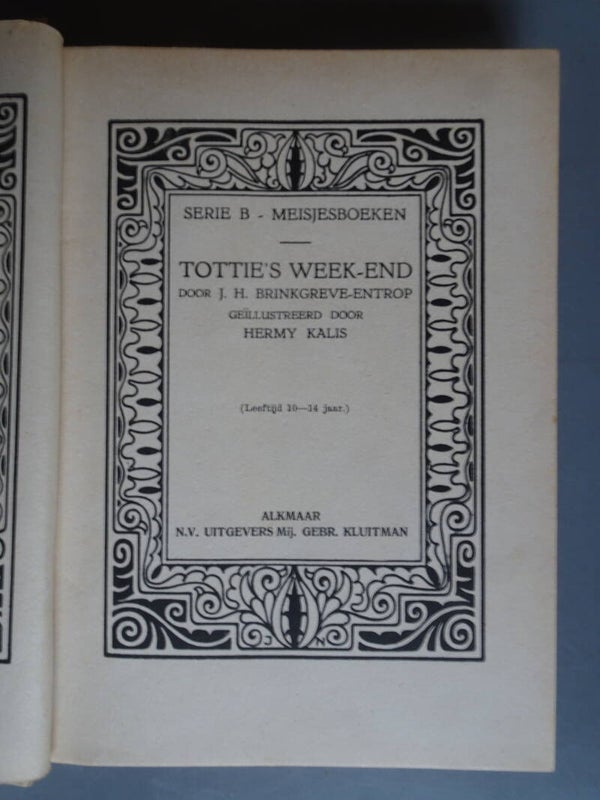 SERIE B - MEISJESBOEKEN
TOTTIE'S WEEK-END
DOOR J. H. BRINKGREVE-ENTROP
GEÏLLUSTREERD DOOR
HERMY KALIS
(Leeftijd 10—14 jaar.)
ALKMAAR
N.V. UITGEVERS Mij. GEBR. KLUITMAN
J N